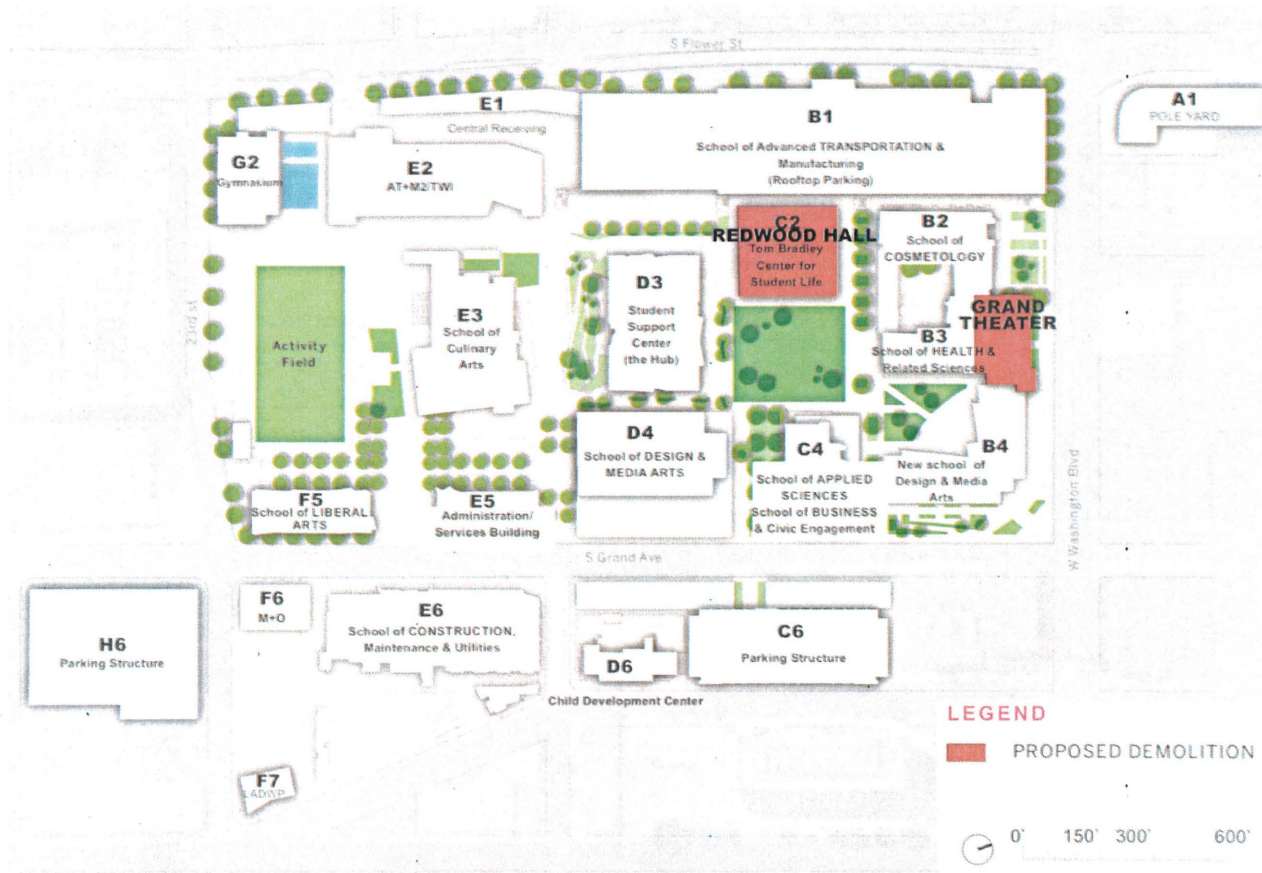 S Flower St
E1
Central Receiving
A1
POLE YARD
B1
School of Advanced TRANSPORTATION &
Manufacturing
(Rooftop Parking)
G2
Gymnasium
E2
AT+M2/TWI
C2
REDWOOD HALL
Tom Bradley
Center for
Student Life
B2
School of
COSMETOLOGY
D3
Student
Support
Center
(the Hub)
GRAND
THEATER
E3
School of
Culinary
Arts
23rd st
Activity
Field
B3
School of HEALTH &
Related Sciences
D4
School of DESIGN &
MEDIA ARTS
C4
School of APPLIED
SCIENCES
School of BUSINESS
& Civic Engagement
B4
New school of
Design & Media
Arts
W Washington Blvd
F5
School of LIBERAL
ARTS
E5
Administration/
Services Building
S Grand Ave
H6
Parking Structure
F6
M+O
E6
School of CONSTRUCTION,
Maintenance & Utilities
D6
Child Development Center
C6
Parking Structure
F7
LADWP
LEGEND
PROPOSED DEMOLITION
0' 150' 300' 600'